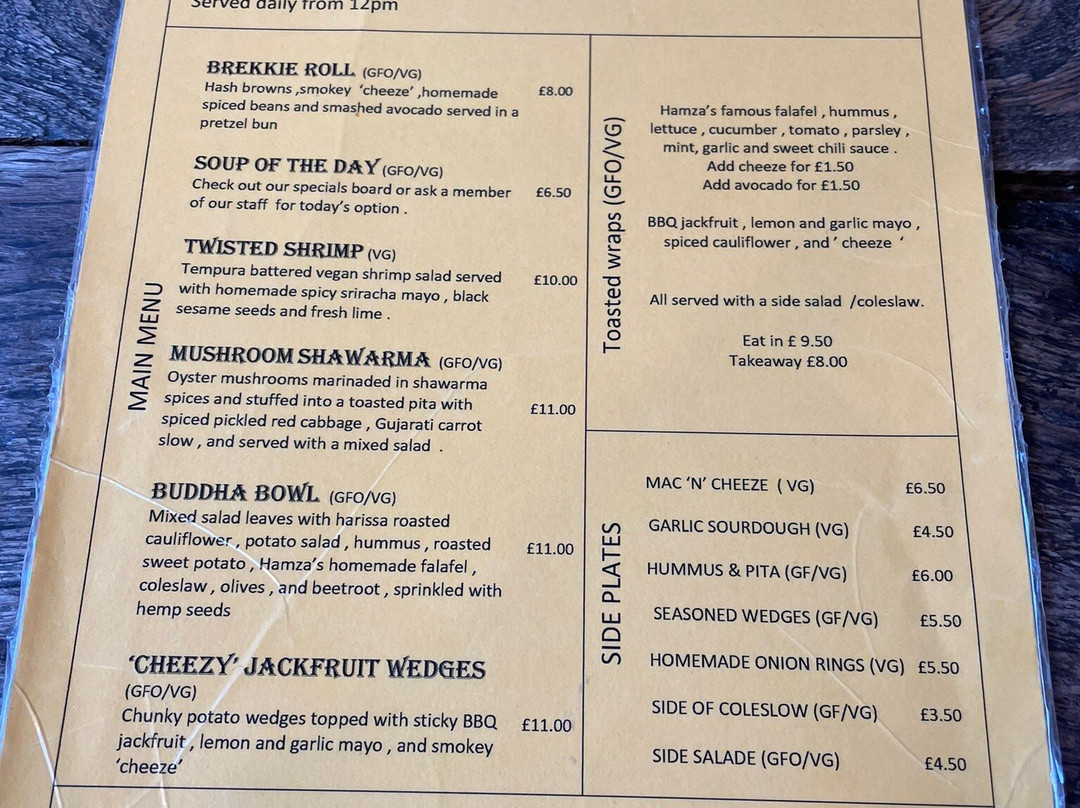 Served daily from 12pm
MAIN MENU
BREKKIE ROLL (GFO/VG)
Hash browns ,smokey 'cheeze' ,homemade £8.00
spiced beans and smashed avocado served in a
pretzel bun
SOUP OF THE DAY (GFO/VG)
Check out our specials board or ask a member £6.50
of our staff for today's option .
TWISTED SHRIMP (VG)
Tempura battered vegan shrimp salad served £10.00
with homemade spicy sriracha mayo , black
sesame seeds and fresh lime .
MUSHROOM SHAWARMA (GFO/VG)
Oyster mushrooms marinaded in shawarma
spices and stuffed into a toasted pita with £11.00
spiced pickled red cabbage , Gujarati carrot
slow , and served with a mixed salad .
BUDDHA BOWL (GFO/VG)
Mixed salad leaves with harissa roasted
cauliflower , potato salad , hummus , roasted £11.00
sweet potato , Hamza's homemade falafel ,
coleslaw , olives , and beetroot , sprinkled with
hemp seeds
'CHEEZY' JACKFRUIT WEDGES
(GFO/VG)
Chunky potato wedges topped with sticky BBQ £11.00
jackfruit , lemon and garlic mayo , and smokey
'cheeze'
Toasted wraps (GFO/VG)
Hamza's famous falafel , hummus ,
lettuce , cucumber , tomato , parsley ,
mint, garlic and sweet chili sauce .
Add cheeze for £1.50
Add avocado for £1.50
BBQ jackfruit , lemon and garlic mayo ,
spiced cauliflower , and ' cheeze '
All served with a side salad /coleslaw.
Eat in £ 9.50
Takeaway £8.00
SIDE PLATES
MAC 'N' CHEEZE ( VG) £6.50
GARLIC SOURDOUGH (VG) £4.50
HUMMUS & PITA (GF/VG) £6.00
SEASONED WEDGES (GF/VG) £5.50
HOMEMADE ONION RINGS (VG) £5.50
SIDE OF COLESLOW (GF/VG) £3.50
SIDE SALADE (GFO/VG) £4.50